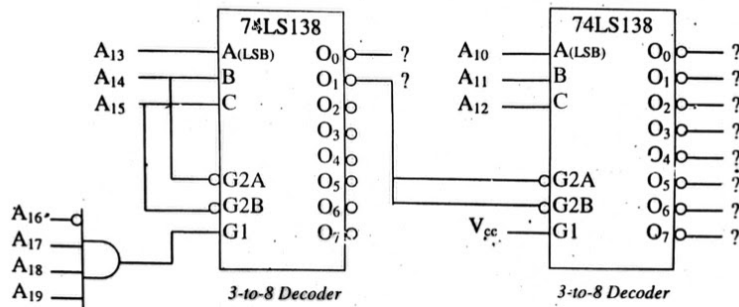 74LS138
A13 A(LSB) O0 ?
A14 B O1 ?
A15 C O2
O3
O4
G2A O5
G2B O6
G1 O7
A16
A17
A18
A19
3-to-8 Decoder
74LS138
A10 A(LSB) O0 ?
A11 B O1 ?
A12 C O2 ?
O3 ?
O4 ?
G2A O5 ?
G2B O6 ?
Vcc G1 O7 ?
3-to-8 Decoder